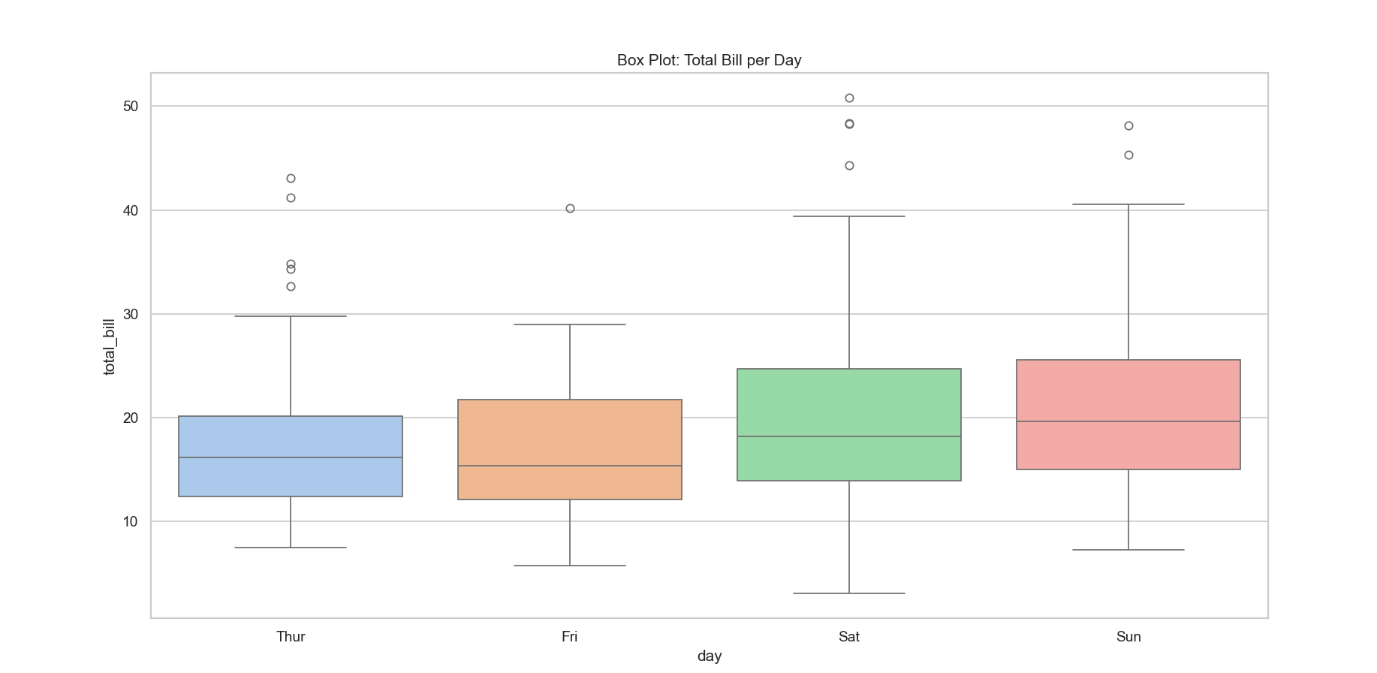 Box Plot: Total Bill per Day
total_bill
50
40
30
20
10
Thur
Fri
Sat
Sun
day